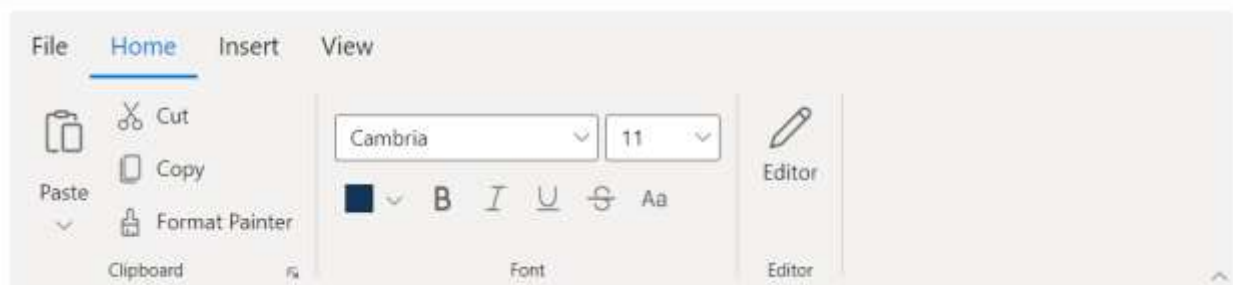 File Home Insert View
Cut
Copy
Paste
Format Painter
Clipboard
Cambria 11
B I U S Aa
Font
Editor
Editor